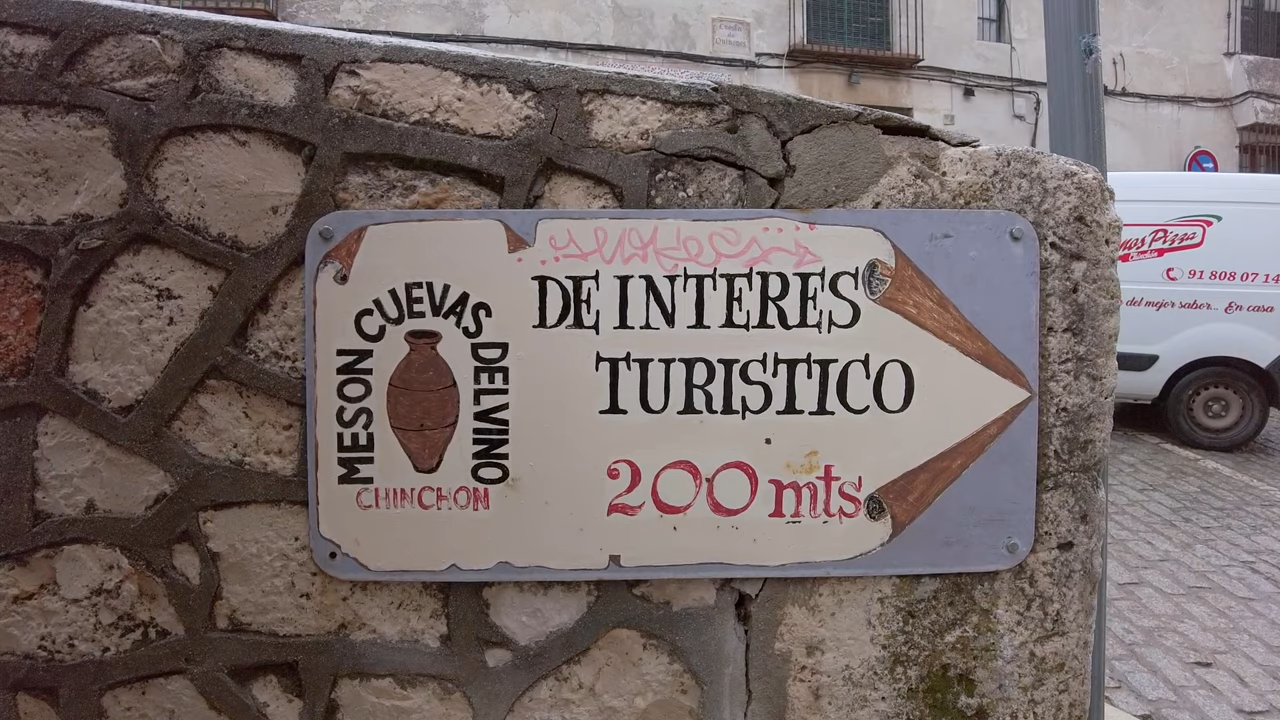 MESON CUEVAS DEL VINO
CHINCHON
DE INTERES
TURISTICO
200 mts
Pizza
Chinchón
91 808 07 14
del mejor sabor... En casa